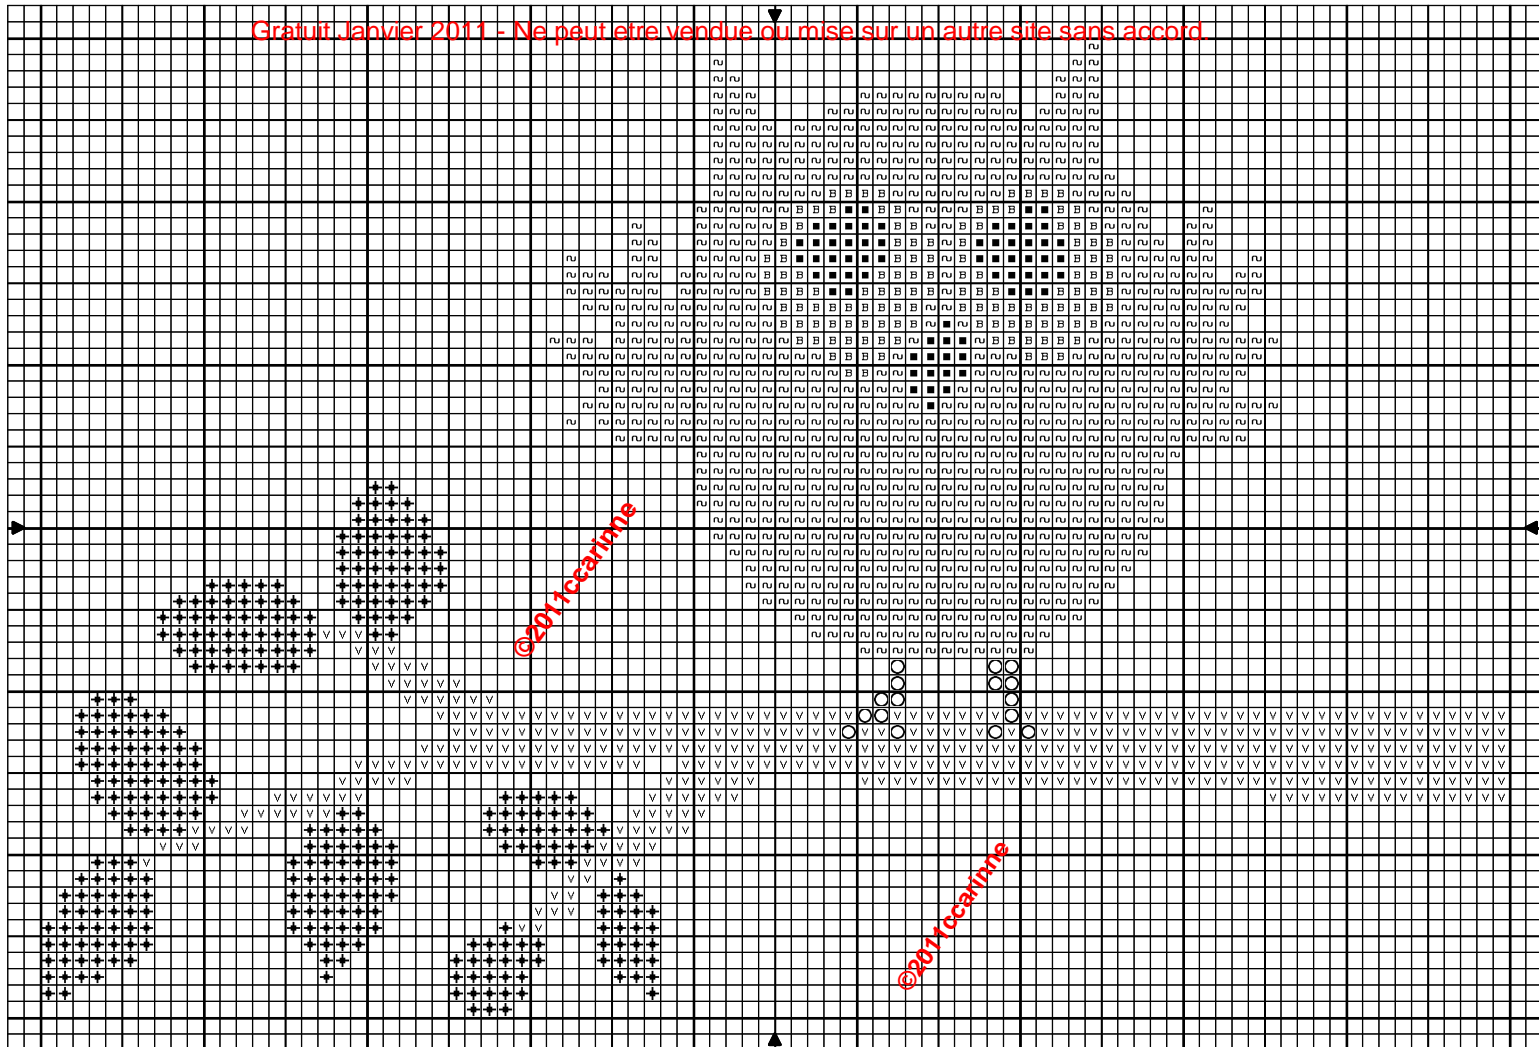 Gratuit Janvier 2011 - Ne peut etre vendue ou mise sur un autre site sans accord.
©2011ccarinne
©2011ccarinne